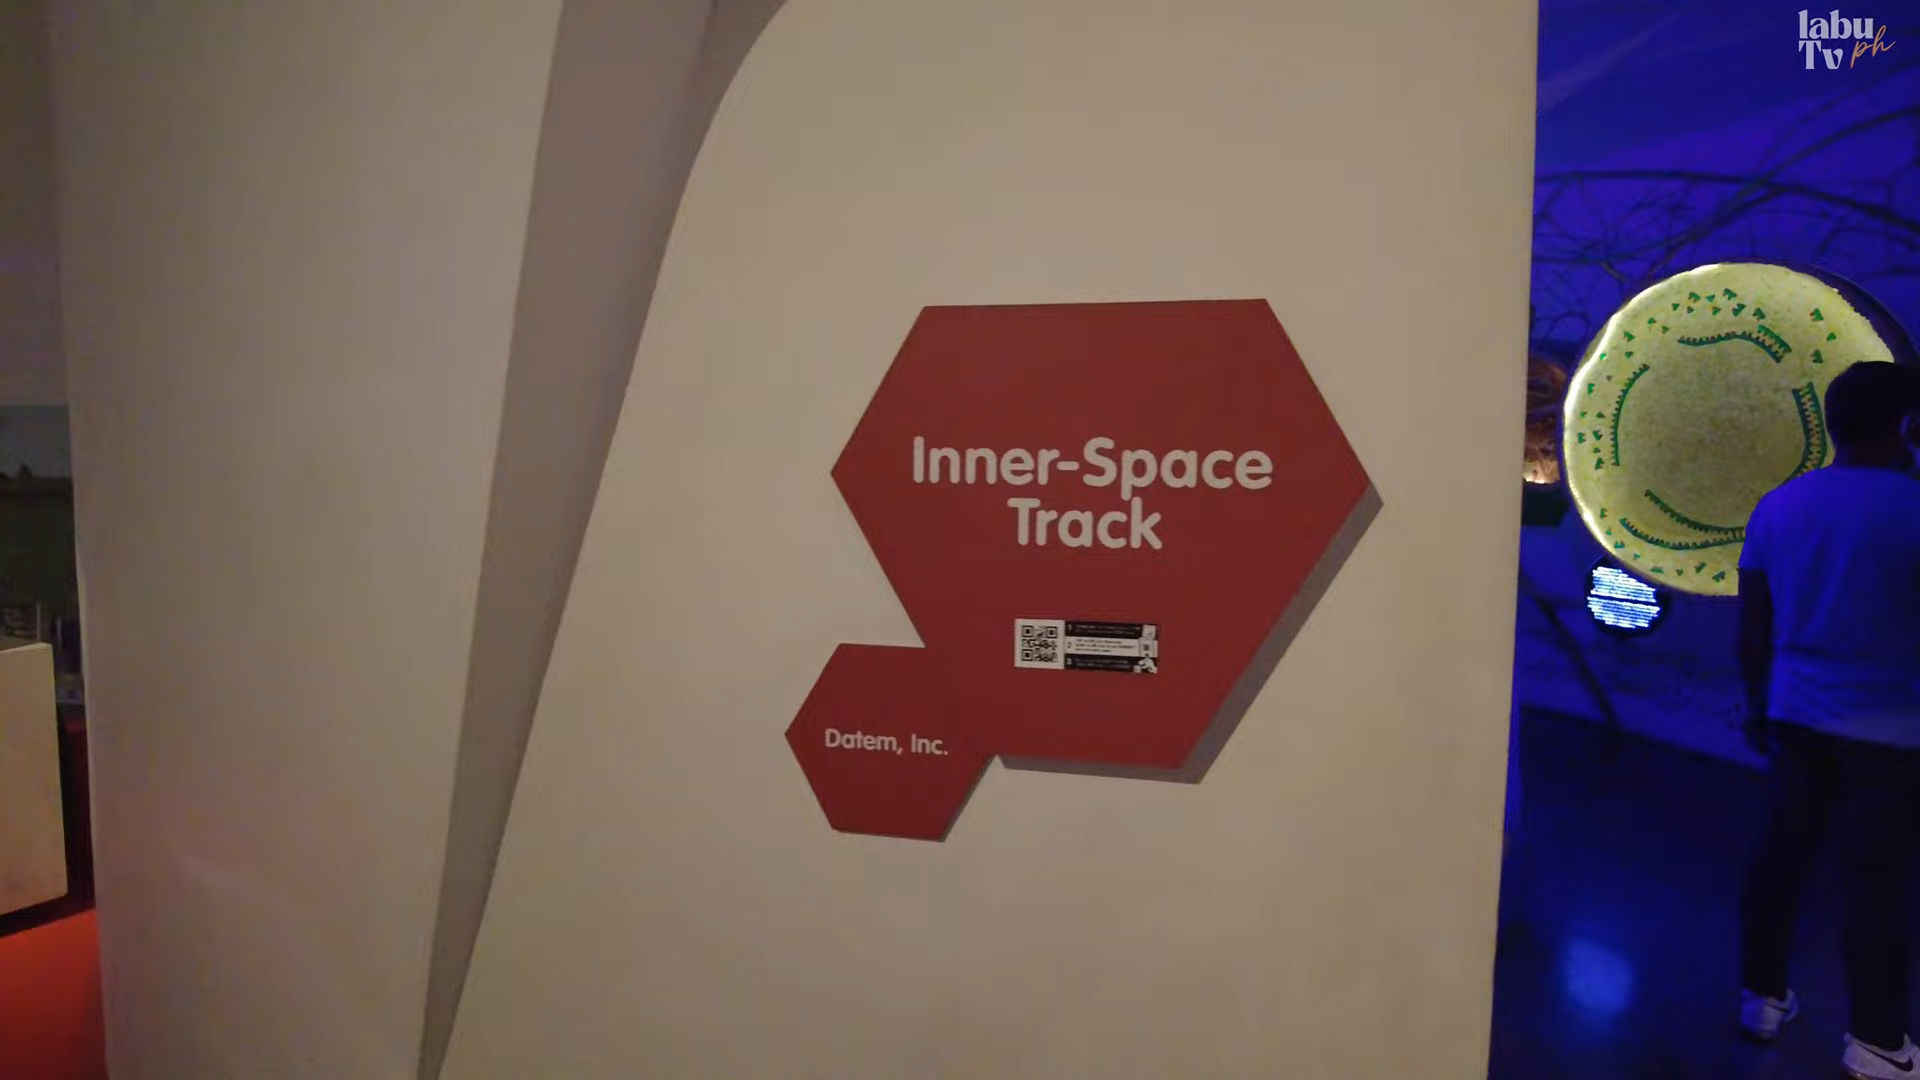 labu
Tv ph
Inner-Space
Track
Datem, Inc.